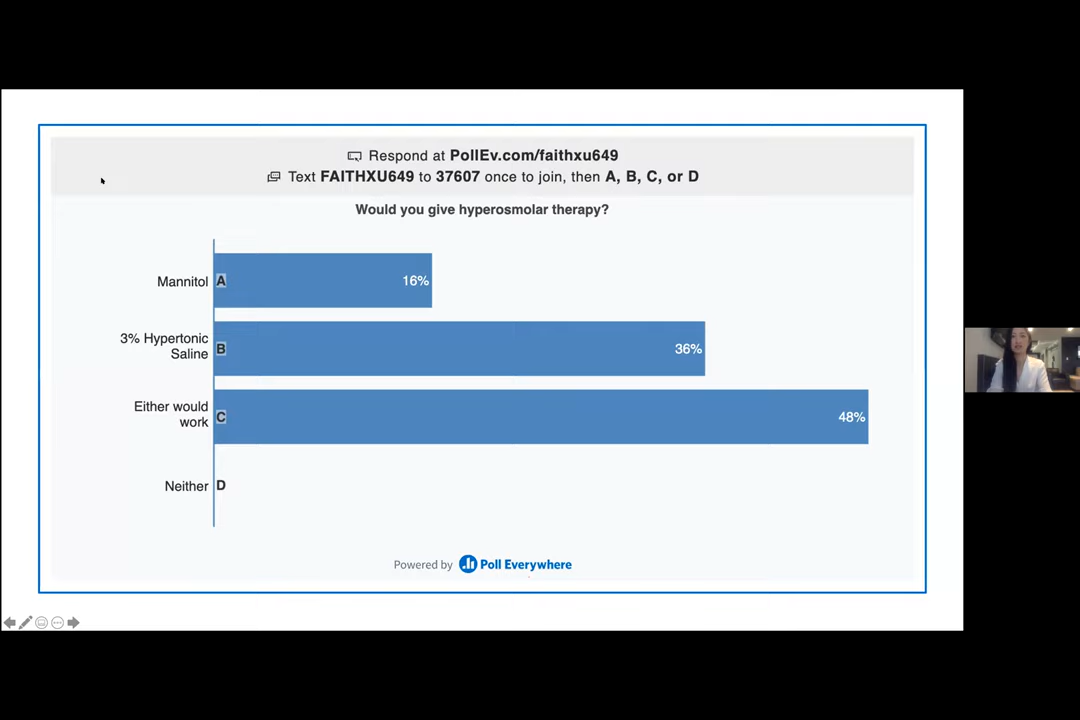 Respond at PollEv.com/faithxu649
Text FAITHXU649 to 37607 once to join, then A, B, C, or D
Would you give hyperosmolar therapy?
Mannitol A 16%
3% Hypertonic
Saline B 36%
Either would
work C 48%
Neither D
Powered by Poll Everywhere